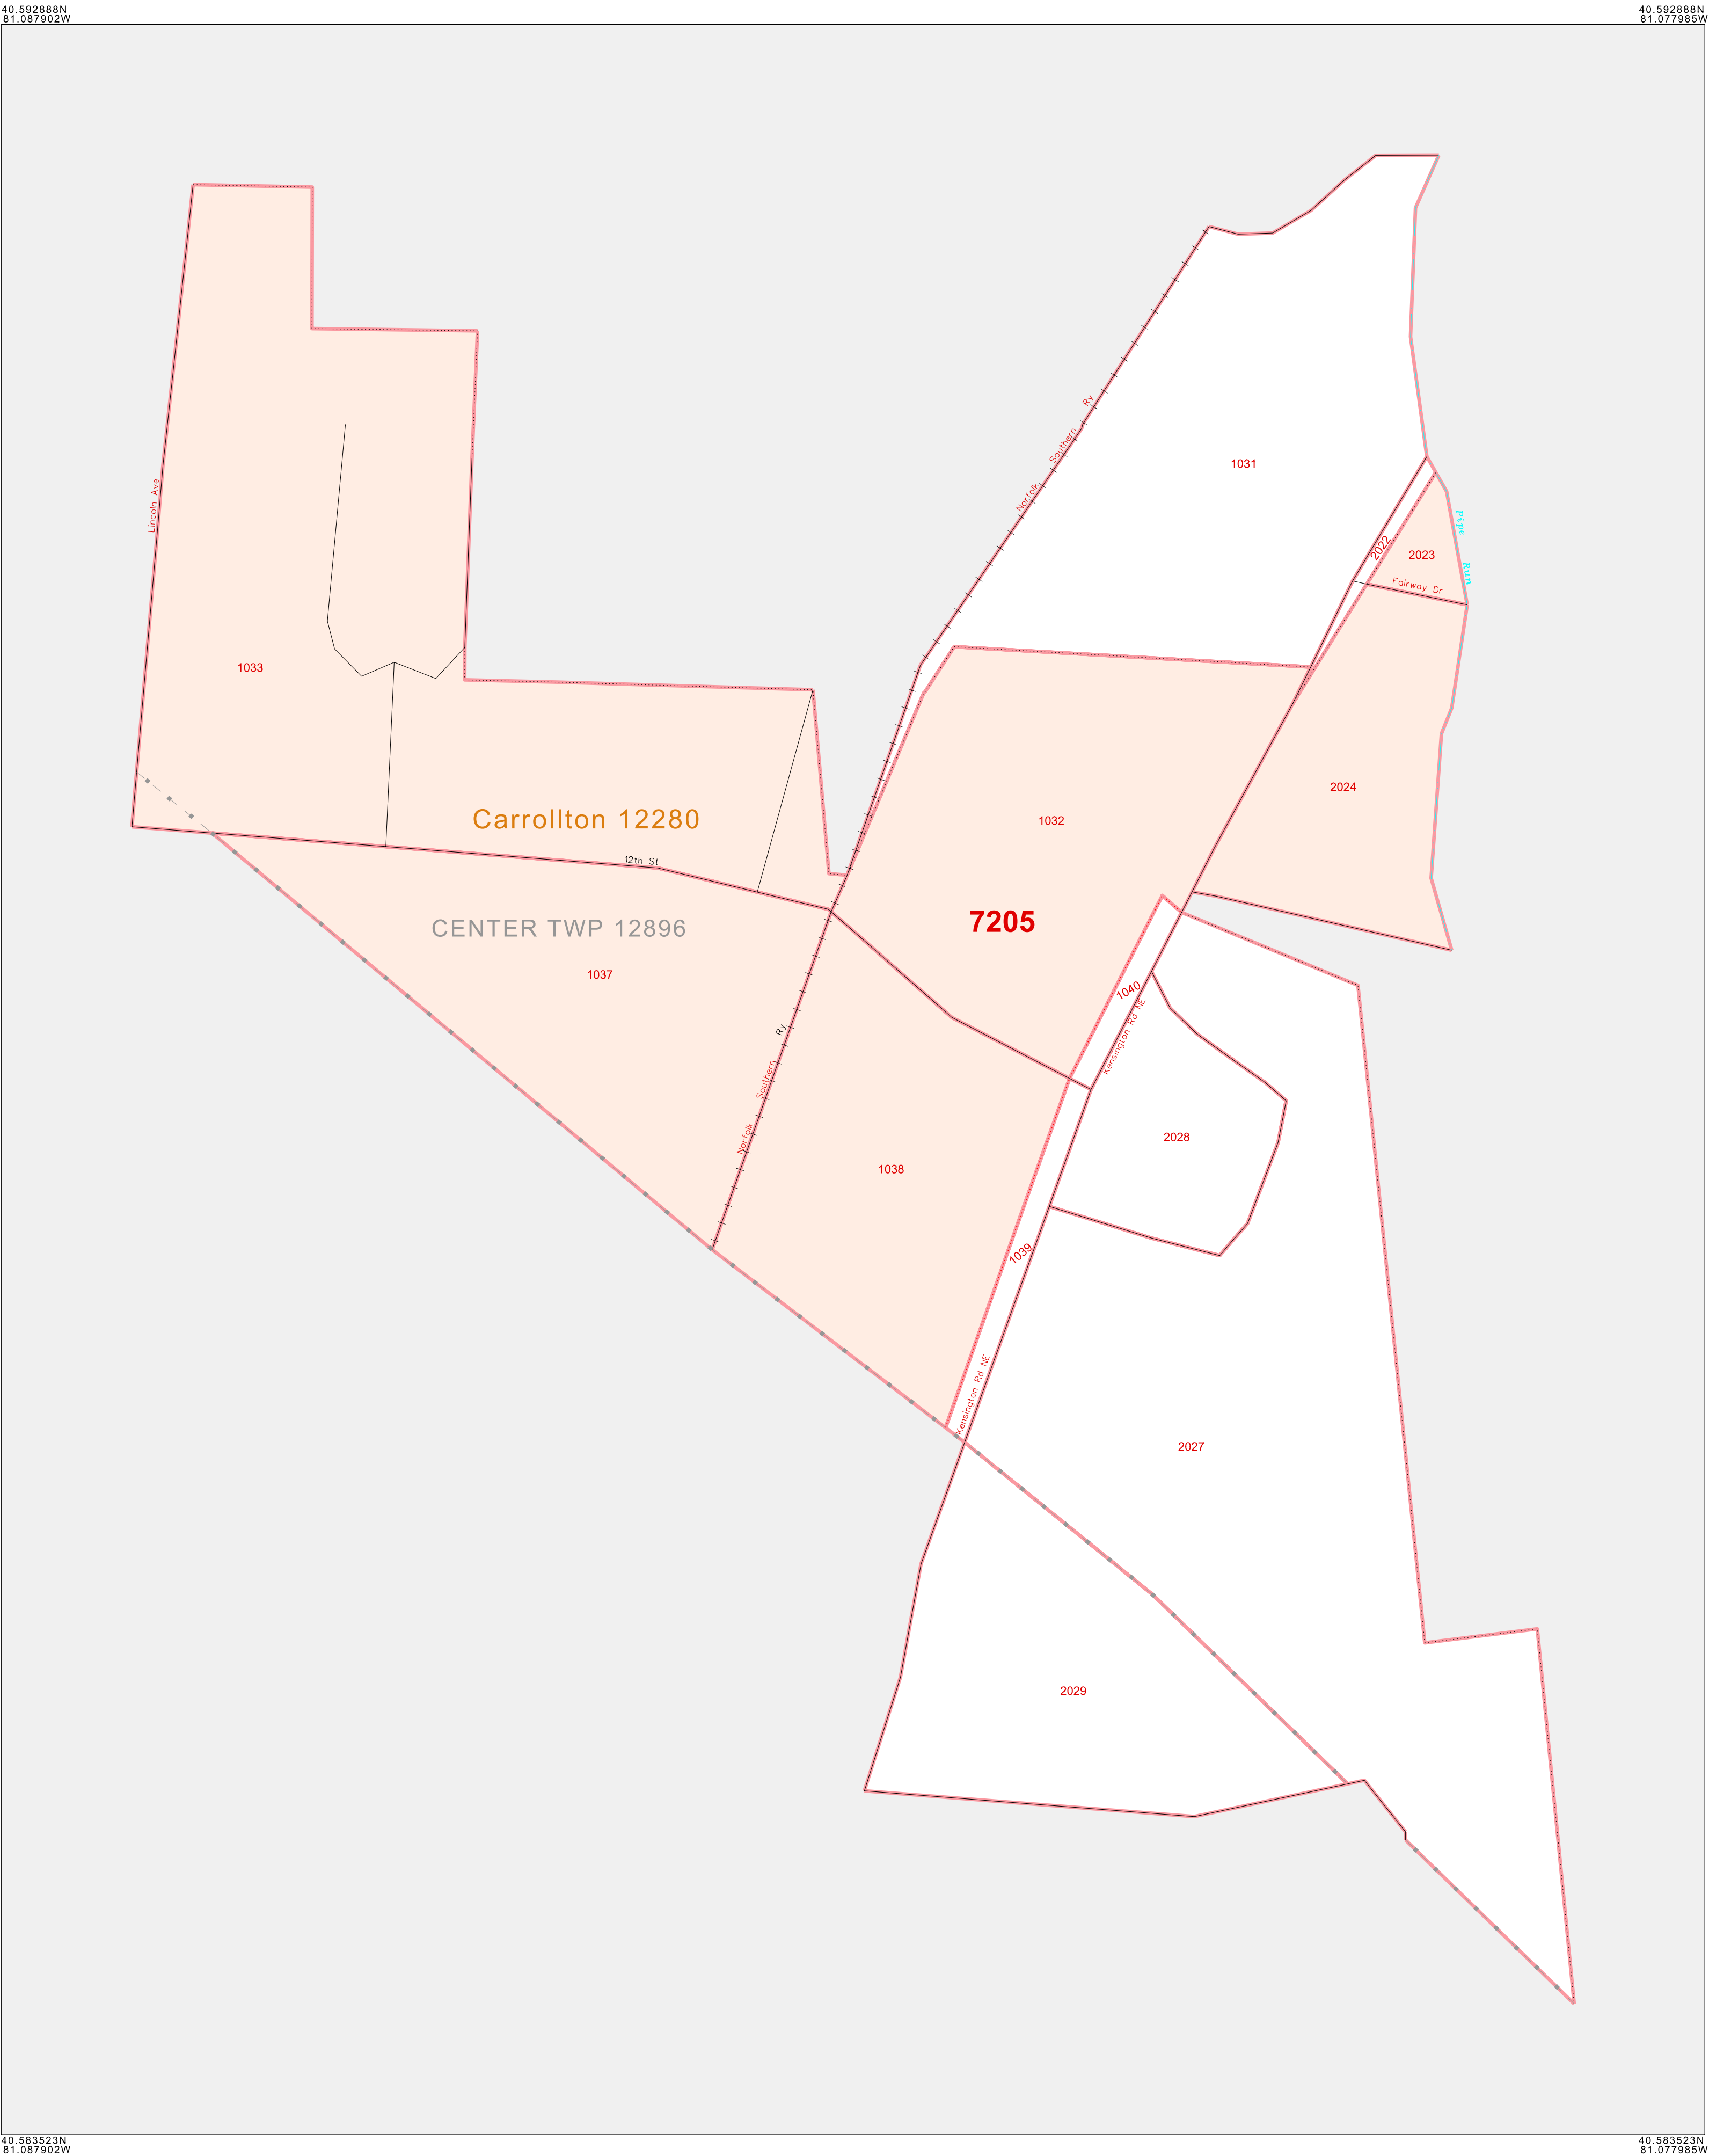 40.592888N
81.087902W
40.592888N
81.077985W
Norfolk Southern Ry
1031
Lincoln Ave
Pipe Run
2022
2023
Fairway Dr
1033
2024
Carrollton 12280
1032
12th St
CENTER TWP 12896
7205
1037
1040
Kensington Rd NE
Norfolk Southern Ry
2028
1038
1039
Kensington Rd NE
2027
2029
40.583523N
81.087902W
40.583523N
81.077985W